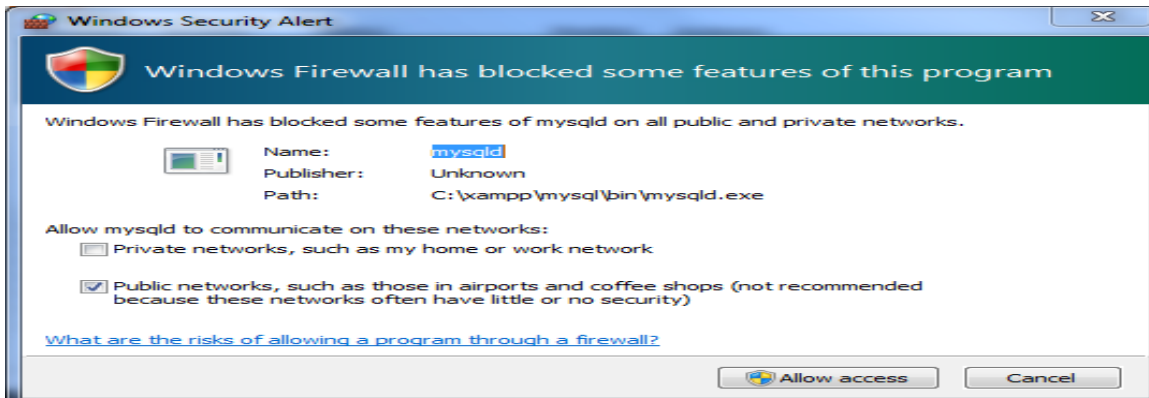 Windows Security Alert
Windows Firewall has blocked some features of this program
Windows Firewall has blocked some features of mysqld on all public and private networks.
Name: mysqld
Publisher: Unknown
Path: C:\xampp\mysql\bin\mysqld.exe
Allow mysqld to communicate on these networks:
Private networks, such as my home or work network
Public networks, such as those in airports and coffee shops (not recommended
because these networks often have little or no security)
What are the risks of allowing a program through a firewall?
Allow access Cancel